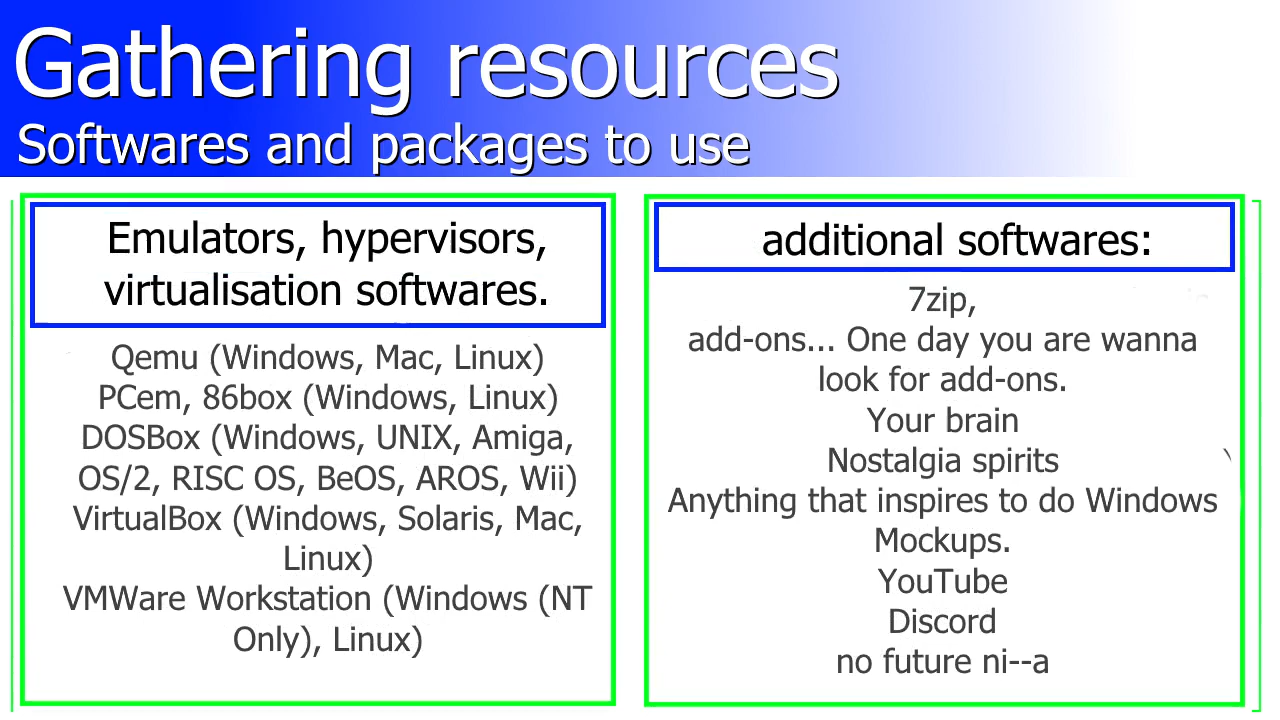 Gathering resources
Softwares and packages to use
Emulators, hypervisors,
virtualisation softwares.
Qemu (Windows, Mac, Linux)
PCem, 86box (Windows, Linux)
DOSBox (Windows, UNIX, Amiga,
OS/2, RISC OS, BeOS, AROS, Wii)
VirtualBox (Windows, Solaris, Mac,
Linux)
VMWare Workstation (Windows (NT
Only), Linux)
additional softwares:
7zip,
add-ons... One day you are wanna
look for add-ons.
Your brain
Nostalgia spirits
Anything that inspires to do Windows
Mockups.
YouTube
Discord
no future ni--a